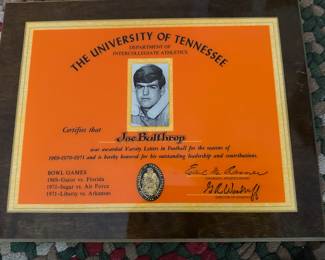 THE UNIVERSITY OF TENNESSEE
DEPARTMENT OF
INTERCOLLEGIATE ATHLETICS
Certifies that
Joe Balthrop
was awarded Varsity Letters in Football for the seasons of
1969-1970-1971 and is hereby honored for his outstanding leadership and contributions.
BOWL GAMES
1969-Gator vs. Florida
1971-Sugar vs. Air Force
1971-Liberty vs. Arkansas